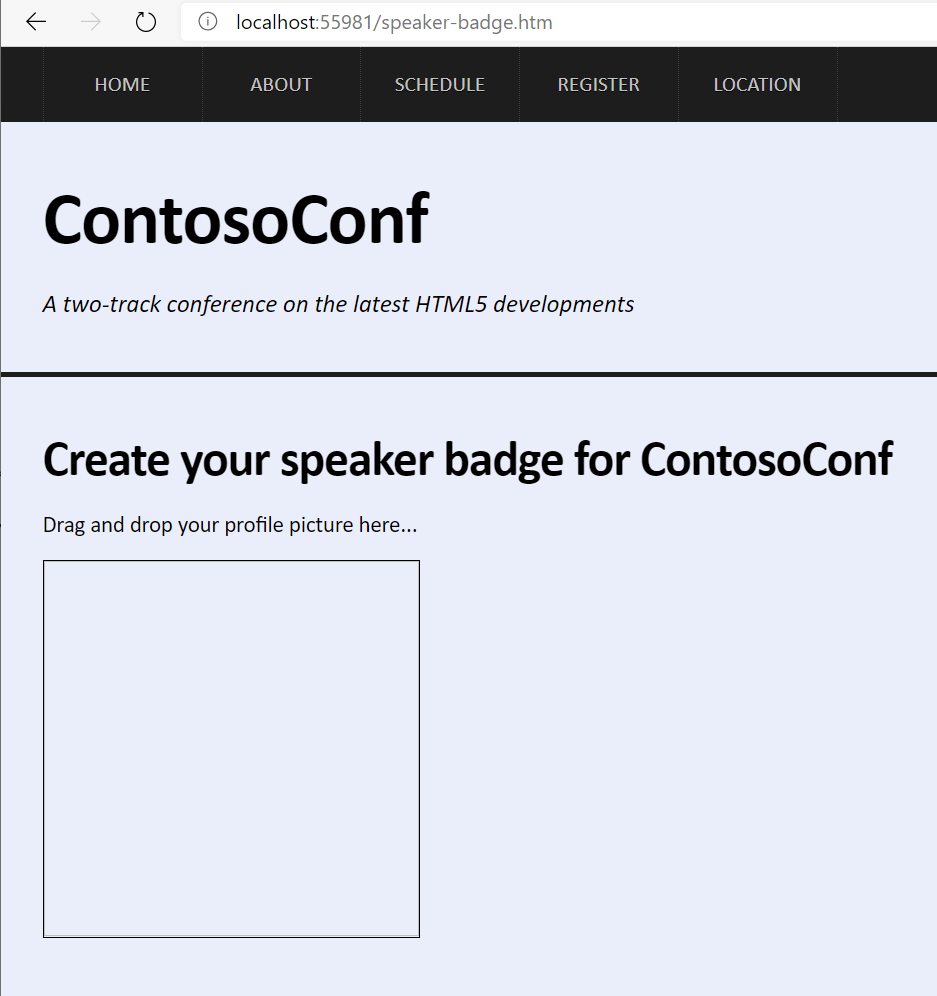 localhost:55981/speaker-badge.htm
HOME ABOUT SCHEDULE REGISTER LOCATION
ContosoConf
A two-track conference on the latest HTML5 developments
Create your speaker badge for ContosoConf
Drag and drop your profile picture here...